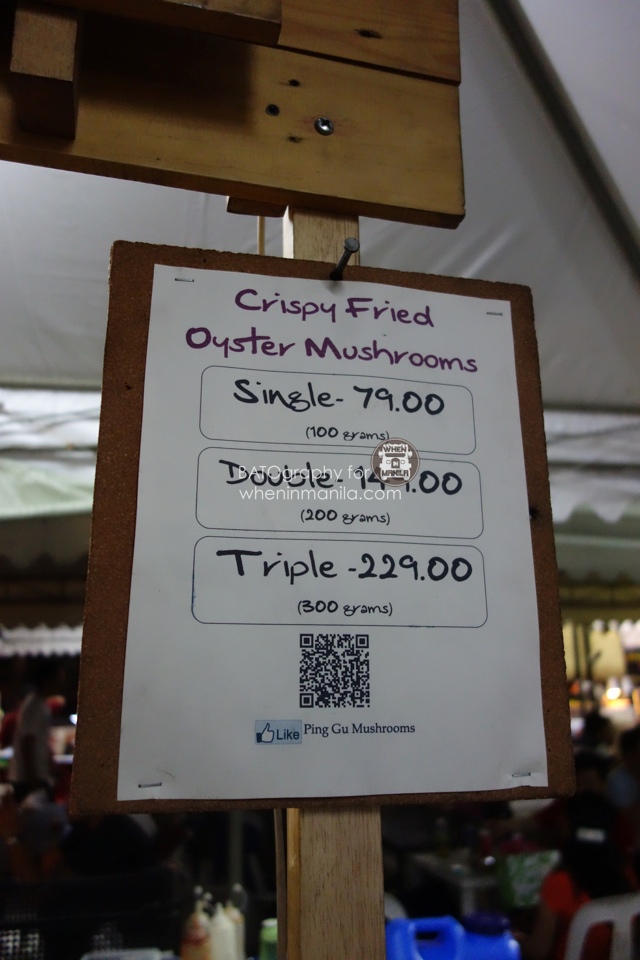 Crispy Fried
Oyster Mushrooms
Single- 79.00
(100 grams)
Double-
(200 grams)
Triple -229.00
(300 grams)
Like Ping Gu Mushrooms
BATOgraphy for
wheninmanila.com
WHEN
IN
MANILA